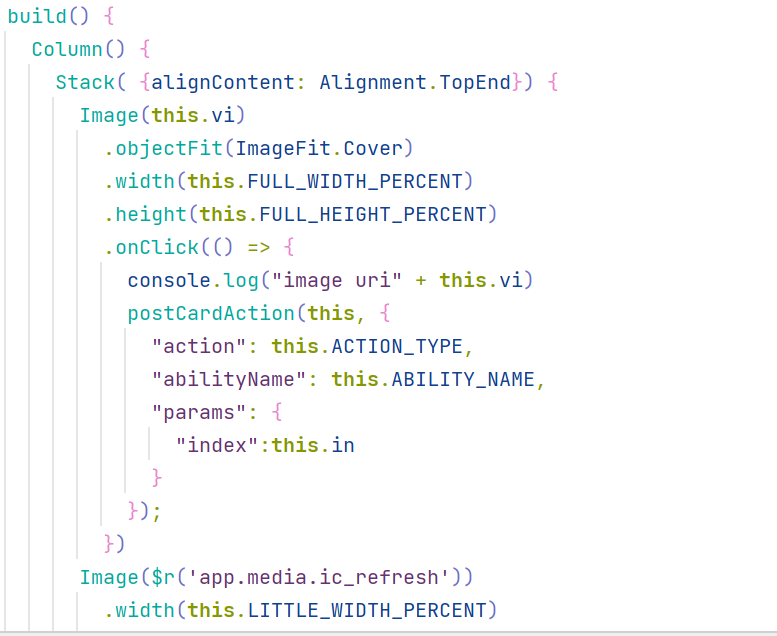 build() {
Column() {
Stack( {alignContent: Alignment.TopEnd}) {
Image(this.vi)
.objectFit(ImageFit.Cover)
.width(this.FULL_WIDTH_PERCENT)
.height(this.FULL_HEIGHT_PERCENT)
.onClick(() => {
console.log("image uri" + this.vi)
postCardAction(this, {
"action": this.ACTION_TYPE,
"abilityName": this.ABILITY_NAME,
"params": {
"index":this.in
}
});
})
Image($r('app.media.ic_refresh'))
.width(this.LITTLE_WIDTH_PERCENT)